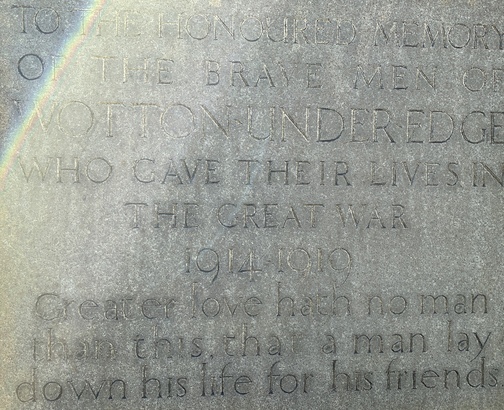 TO THE HONOURED MEMORY
OF THE BRAVE MEN OF
WOTTON-UNDER-EDGE
WHO GAVE THEIR LIVES IN
THE GREAT WAR
1914-1919
Greater love hath no man
than this, that a man lay
down his life for his friends.